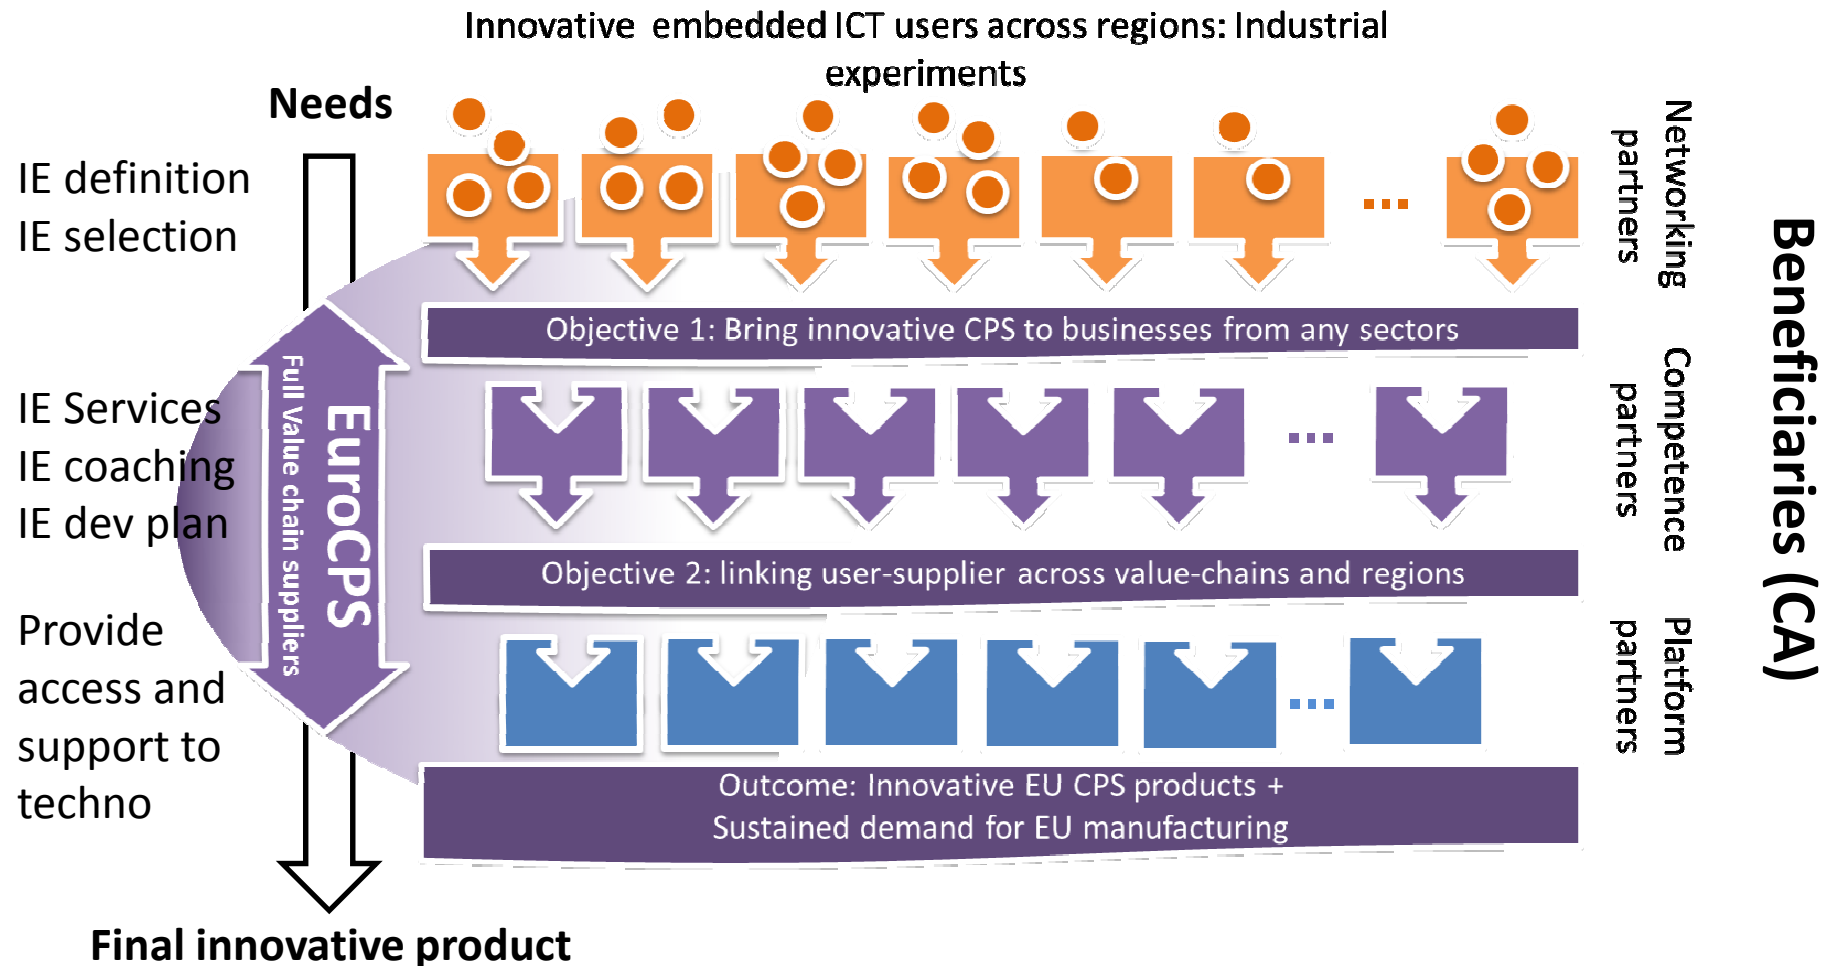 Innovative embedded ICT users across regions: Industrial
experiments
Needs
IE definition
IE selection
Networking
partners
Objective 1: Bring innovative CPS to businesses from any sectors
IE Services
IE coaching
IE dev plan
EuroCPS
Full Value chain suppliers
Competence
partners
Beneficiaries (CA)
Objective 2: linking user-supplier across value-chains and regions
Provide
access and
support to
techno
Platform
partners
Outcome: Innovative EU CPS products +
Sustained demand for EU manufacturing
Final innovative product